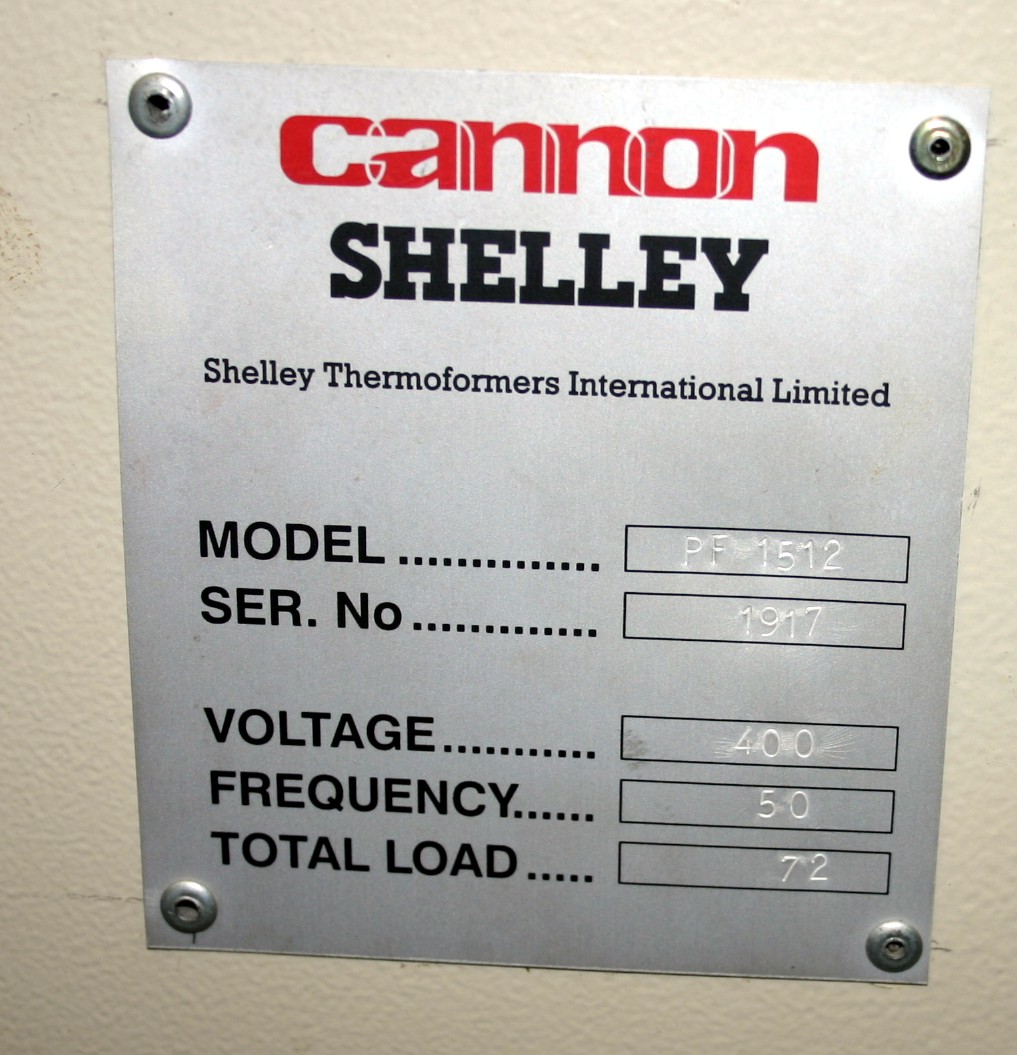 cannon
SHELLEY
Shelley Thermoformers International Limited
MODEL .............. PF 1512
SER. No ............. 1917
VOLTAGE........... 400
FREQUENCY...... 50
TOTAL LOAD ..... 72